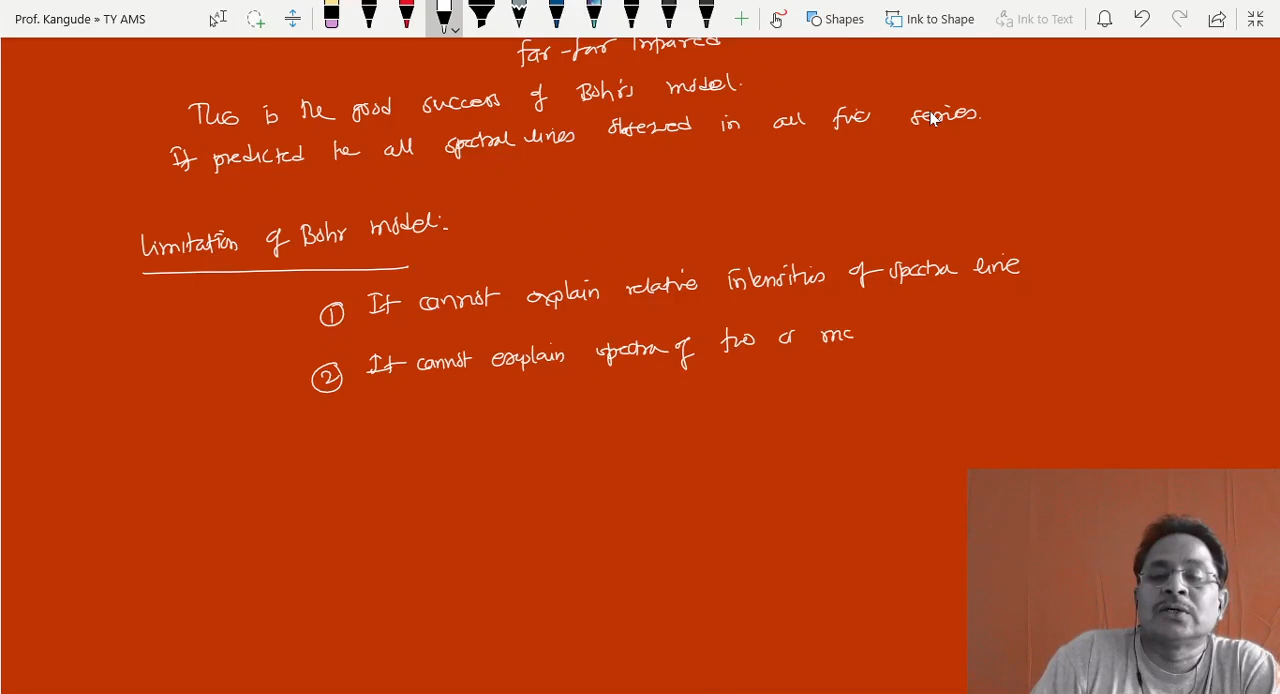 Prof. Kangude » TY AMS
Shapes
Ink to Shape
Ink to Text
far-far Infrared
This is the good success of Bohr's model.
It predicted the all spectral lines observed in all five series.
Limitation of Bohr model:
① It cannot explain relative intensities of spectra line
② It cannot explain spectra of two or mo